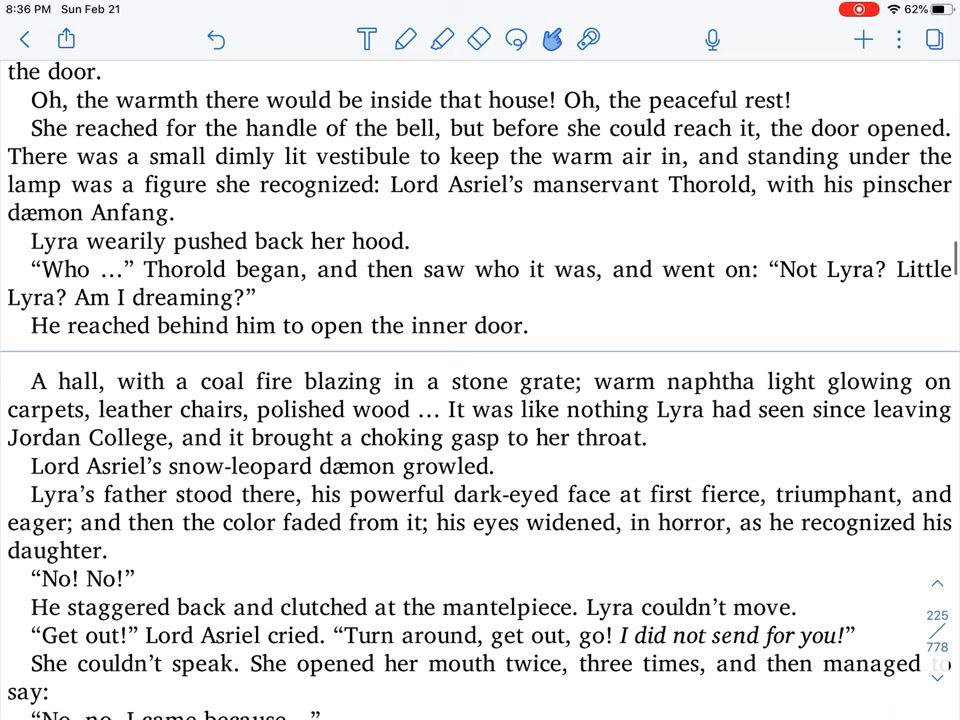 8:36 PM Sun Feb 21
62%
T
the door.
Oh, the warmth there would be inside that house! Oh, the peaceful rest!
She reached for the handle of the bell, but before she could reach it, the door opened.
There was a small dimly lit vestibule to keep the warm air in, and standing under the
lamp was a figure she recognized: Lord Asriel’s manservant Thorold, with his pinscher
dæmon Anfang.
Lyra wearily pushed back her hood.
“Who …” Thorold began, and then saw who it was, and went on: “Not Lyra? Little
Lyra? Am I dreaming?”
He reached behind him to open the inner door.
A hall, with a coal fire blazing in a stone grate; warm naphtha light glowing on
carpets, leather chairs, polished wood … It was like nothing Lyra had seen since leaving
Jordan College, and it brought a choking gasp to her throat.
Lord Asriel’s snow-leopard dæmon growled.
Lyra’s father stood there, his powerful dark-eyed face at first fierce, triumphant, and
eager; and then the color faded from it; his eyes widened, in horror, as he recognized his
daughter.
“No! No!”
He staggered back and clutched at the mantelpiece. Lyra couldn’t move.
“Get out!” Lord Asriel cried. “Turn around, get out, go! I did not send for you!”
She couldn’t speak. She opened her mouth twice, three times, and then managed to
say:
“No, no, I came because…”
225
778